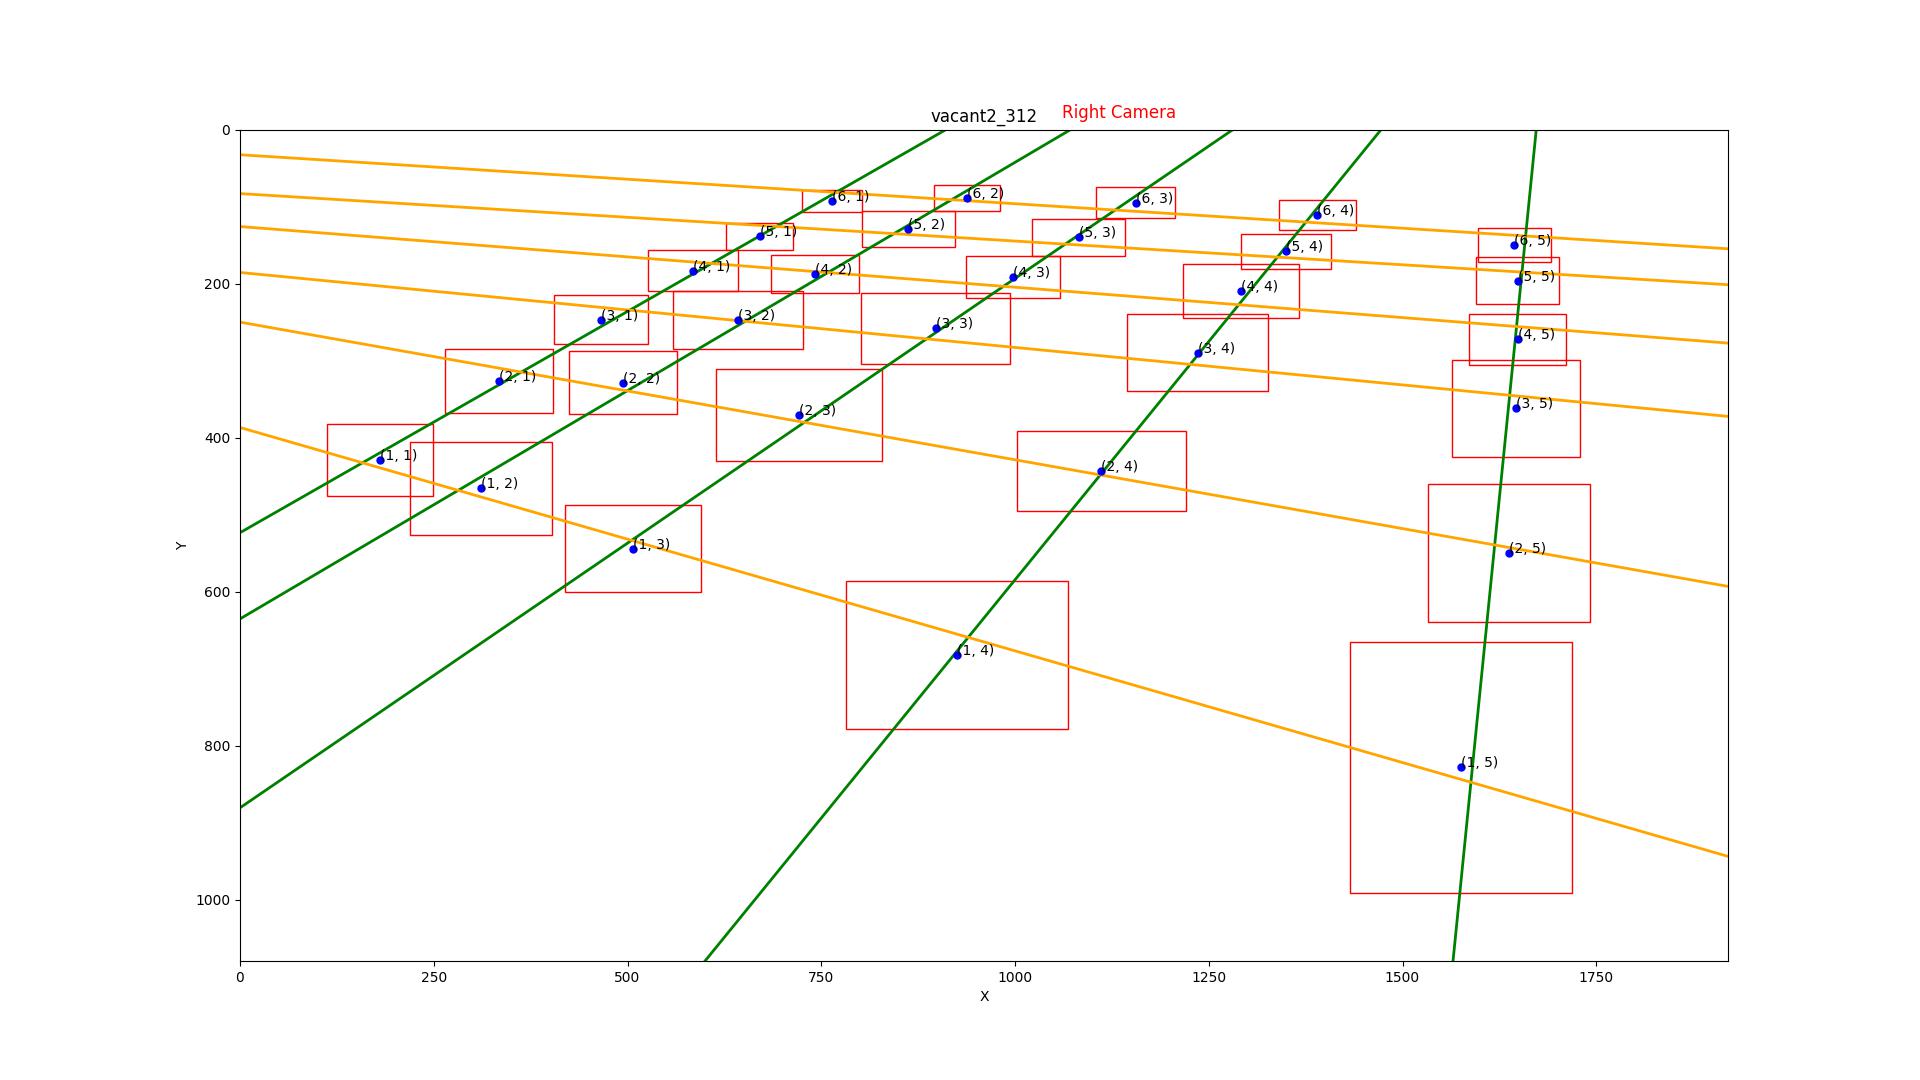 vacant2_312 Right Camera
0
(6, 1) (6, 2) (6, 3) (6, 4) (6, 5)
(5, 1) (5, 2) (5, 3) (5, 4) (5, 5)
200
(4, 1) (4, 2) (4, 3) (4, 4) (4, 5)
(3, 1) (3, 2) (3, 3) (3, 4) (3, 5)
(2, 1) (2, 2) (2, 3) (2, 4) (2, 5)
400
(1, 1) (1, 2) (1, 3) (1, 4) (1, 5)
Y
600
800
1000
0 250 500 750 1000 1250 1500 1750
X